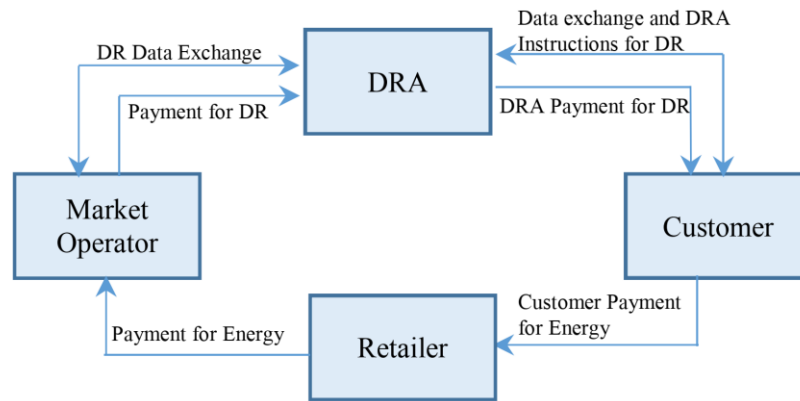 Data exchange and DRA
Instructions for DR
DR Data Exchange
DRA
Payment for DR
DRA Payment for DR
Market
Operator
Customer
Customer Payment
for Energy
Payment for Energy
Retailer